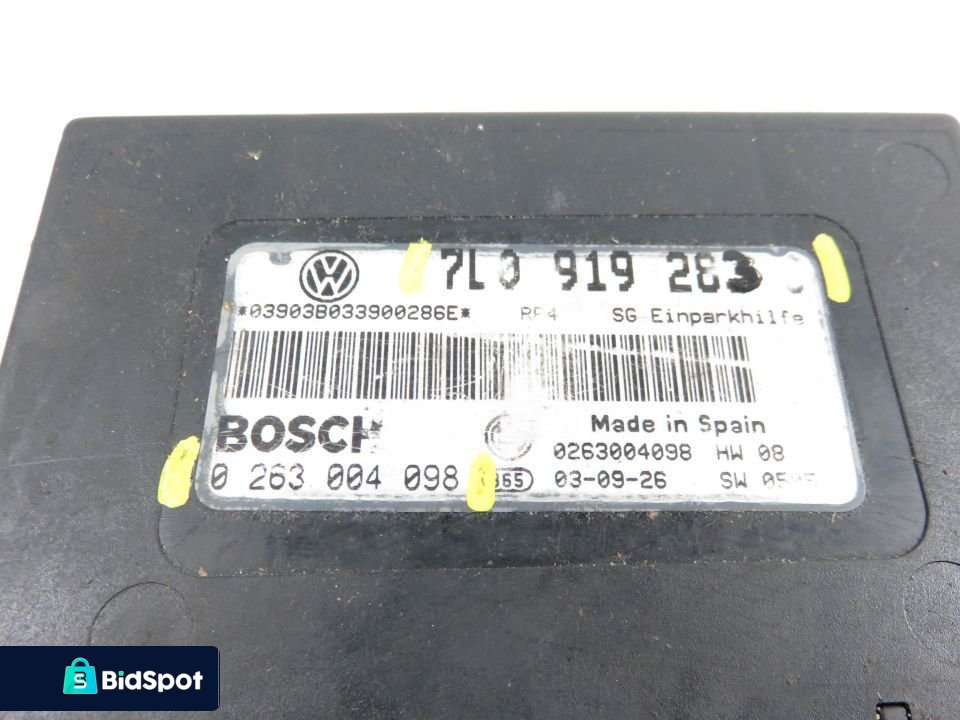 7L0 919 283
*03903B033900286E* SG Einparkhilfe
BOSCH
Made in Spain
0263004098 HW 08
0 263 004 098 03-09-26 SW
BidSpot